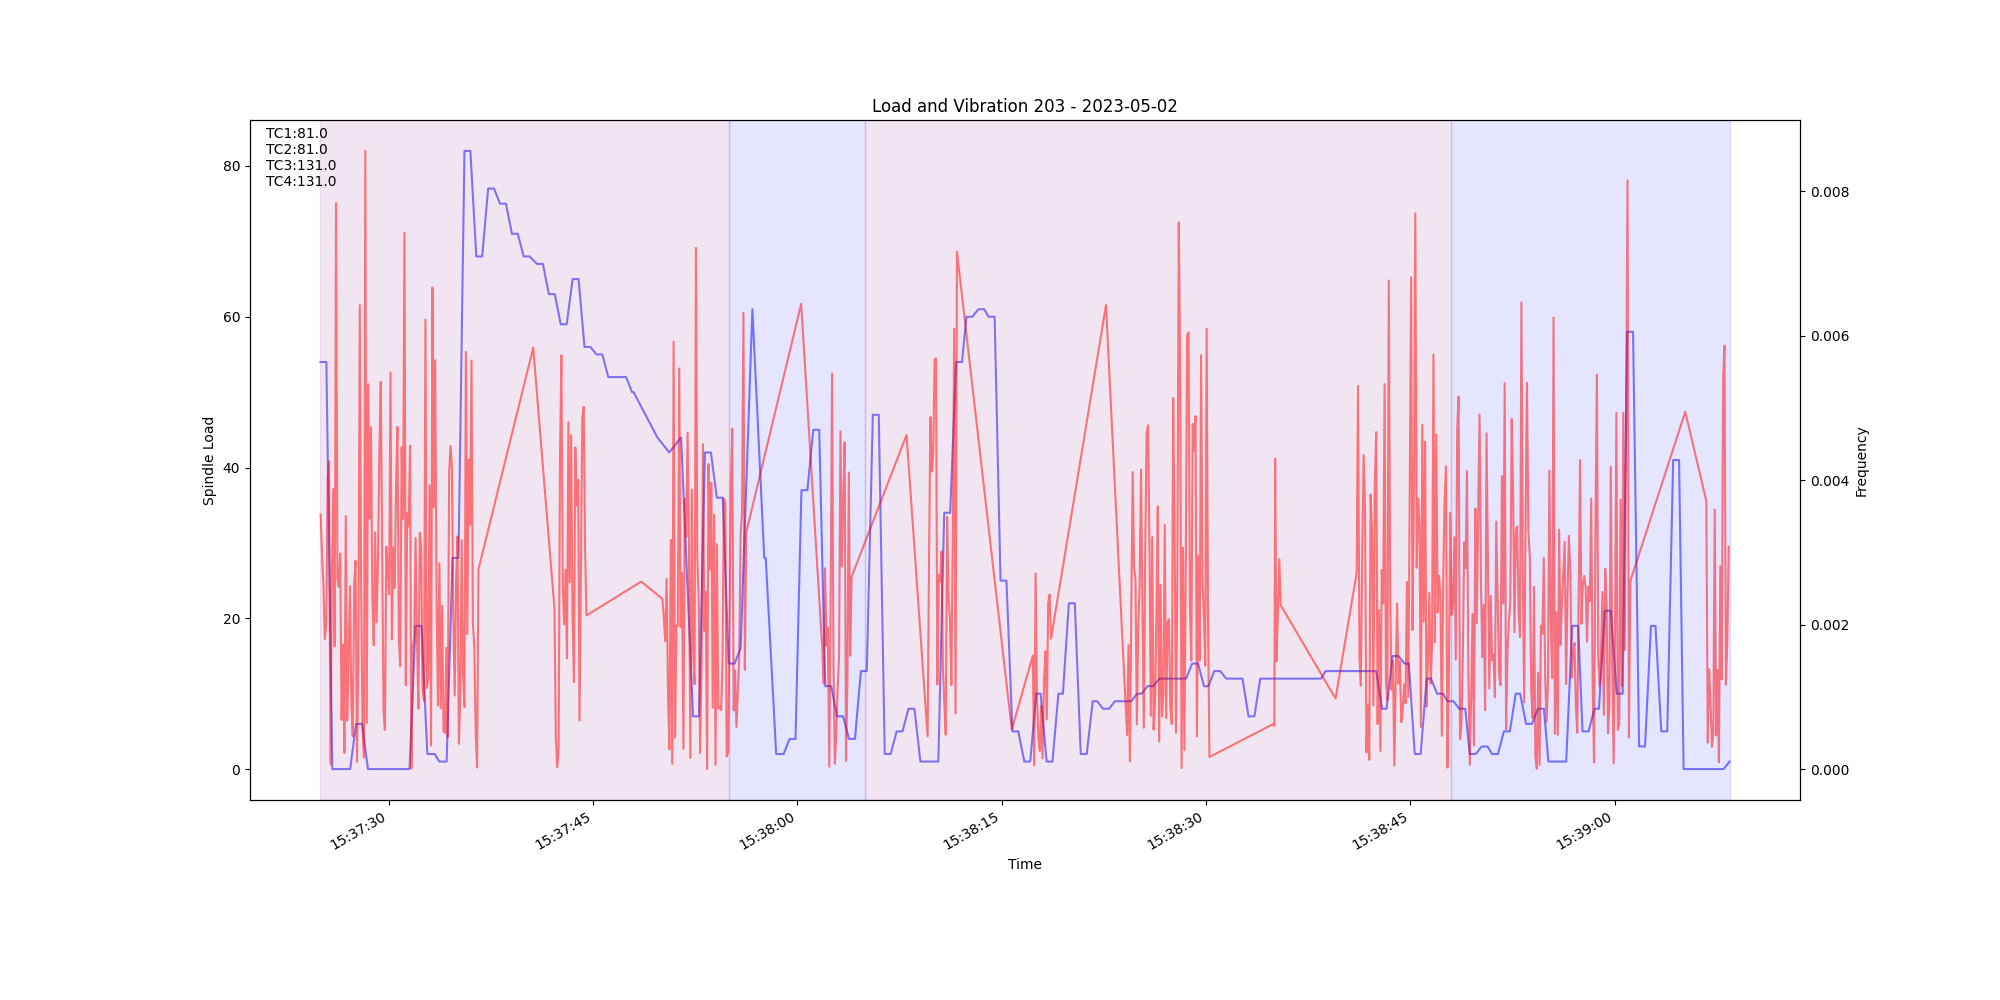 Load and Vibration 203 - 2023-05-02
TC1:81.0
TC2:81.0
TC3:131.0
TC4:131.0
80
60
40
20
0
Spindle Load
0.008
0.006
0.004
0.002
0.000
Frequency
15:37:30
15:37:45
15:38:00
15:38:15
15:38:30
15:38:45
15:39:00
Time